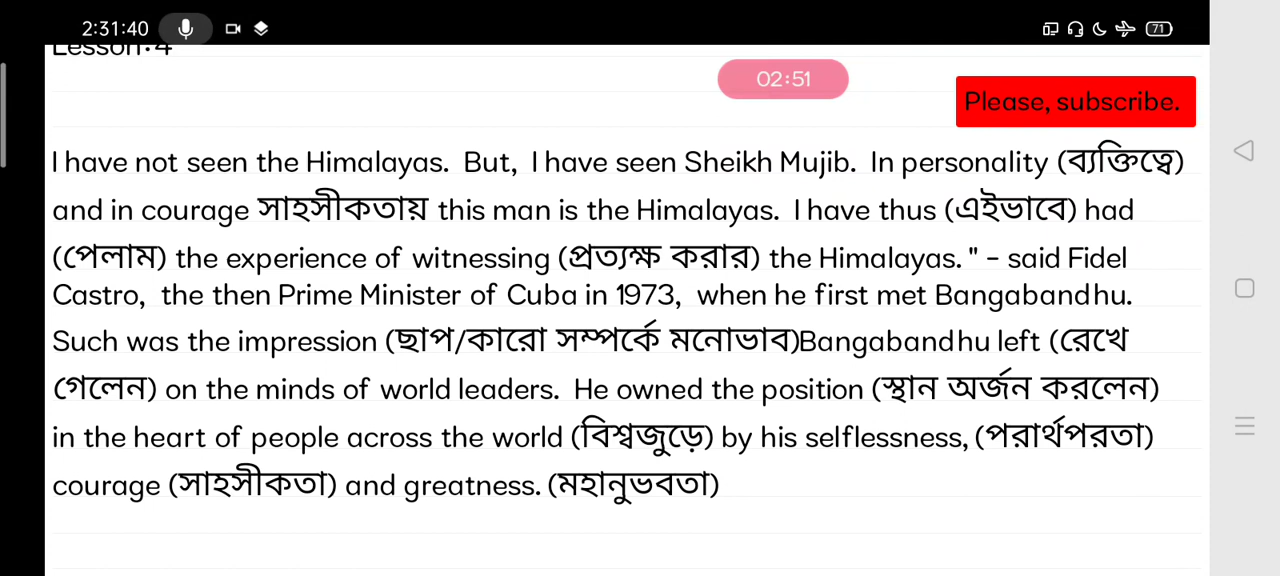 2:31:40
71
Lesson:4
02:51
Please, subscribe.
I have not seen the Himalayas. But, I have seen Sheikh Mujib. In personality (ব্যক্তিত্বে)
and in courage সাহসীকতায় this man is the Himalayas. I have thus (এইভাবে) had
(পেলাম) the experience of witnessing (প্রত্যক্ষ করার) the Himalayas. " - said Fidel
Castro, the then Prime Minister of Cuba in 1973, when he first met Bangabandhu.
Such was the impression (ছাপ/কারো সম্পর্কে মনোভাব)Bangabandhu left (রেখে
গেলেন) on the minds of world leaders. He owned the position (স্থান অর্জন করলেন)
in the heart of people across the world (বিশ্বজুড়ে) by his selflessness, (পরার্থপরতা)
courage (সাহসীকতা) and greatness. (মহানুভবতা)